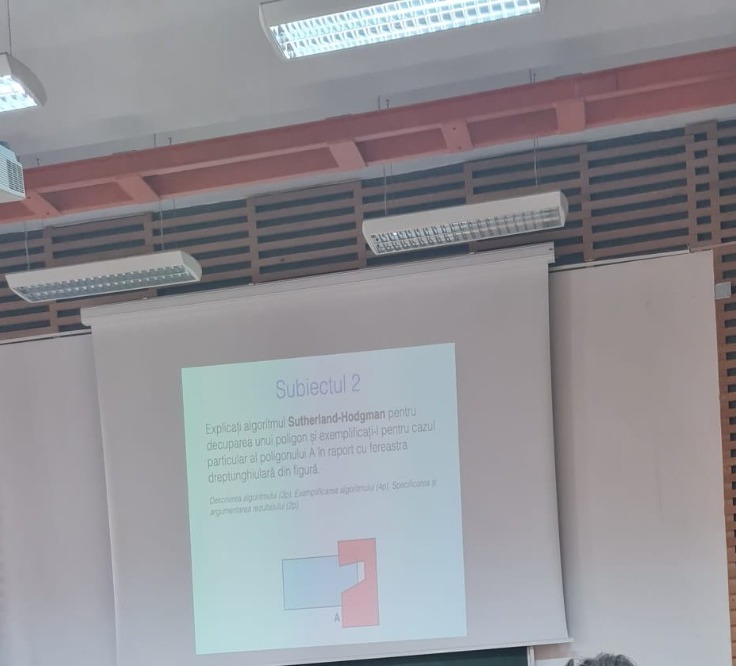 Subiectul 2
Explicați algoritmul Sutherland-Hodgman pentru
decuparea unui poligon și exemplificați-l pentru cazul
particular al poligonului A în raport cu fereastra
dreptunghiulară din figură.
Descrierea algoritmului (3p), Exemplificarea algoritmului (4p), Specificarea și
argumentarea rezultatului (2p)
A